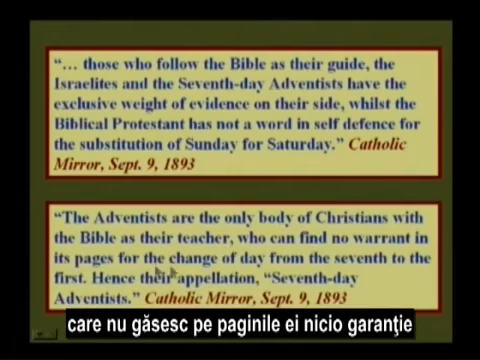 “… those who follow the Bible as their guide, the
Israelites and the Seventh-day Adventists have the
exclusive weight of evidence on their side, whilst the
Biblical Protestant has not a word in self defence for
the substitution of Sunday for Saturday.” Catholic
Mirror, Sept. 9, 1893
“The Adventists are the only body of Christians with
the Bible as their teacher, who can find no warrant in
its pages for the change of day from the seventh to the
first. Hence their appellation, “Seventh-day
Adventists.” Catholic Mirror, Sept. 9, 1893
care nu găsesc pe paginile ei nicio garanţie